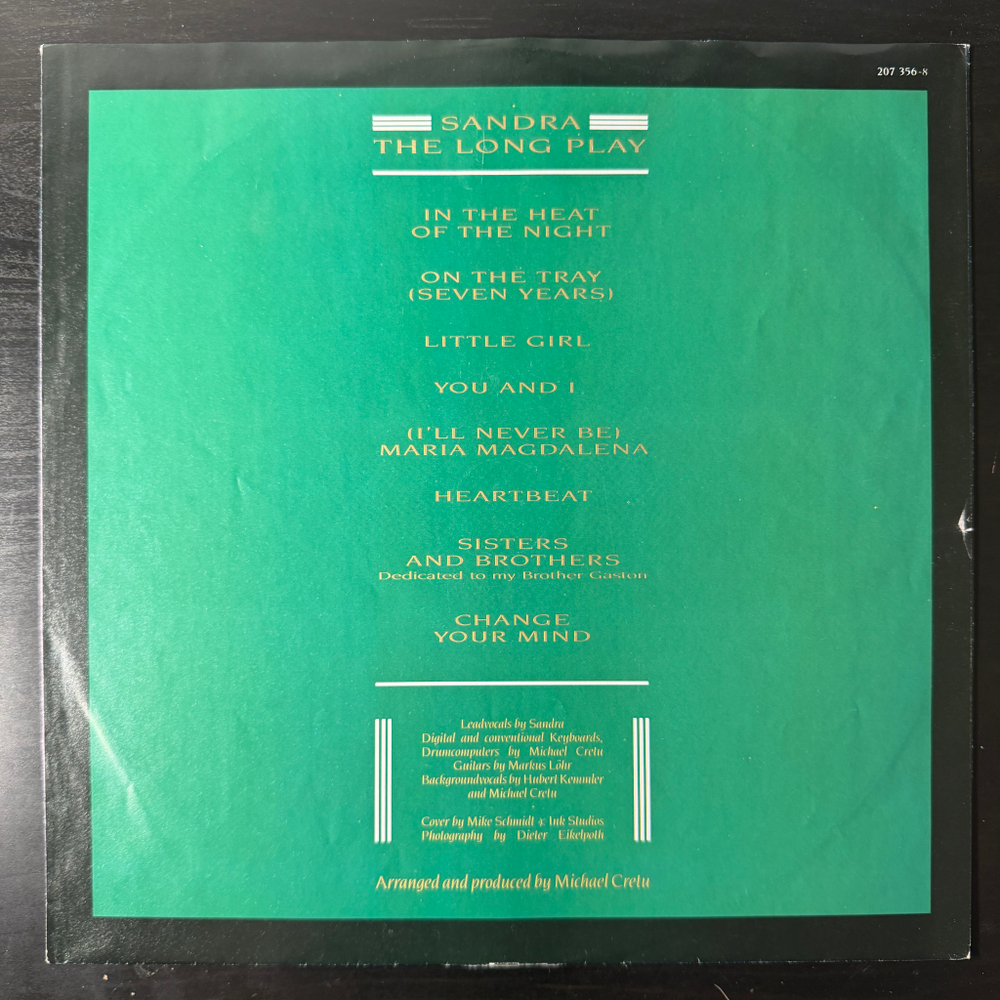 207 356-8
SANDRA
THE LONG PLAY
IN THE HEAT
OF THE NIGHT
ON THE TRAY
(SEVEN YEARS)
LITTLE GIRL
YOU AND I
(I'LL NEVER BE)
MARIA MAGDALENA
HEARTBEAT
SISTERS
AND BROTHERS
Dedicated to my Brother Gaston
CHANGE
YOUR MIND
Leadvocals by Sandra
Digital and conventional Keyboards,
Drumcomputers by Michael Cretu
Guitars by Markus Löhr
Backgroundvocals by Hubert Kemmler
and Michael Cretu
Cover by Mike Schmidt & Ink Studios
Photography by Dieter Eikelpoth
Arranged and produced by Michael Cretu